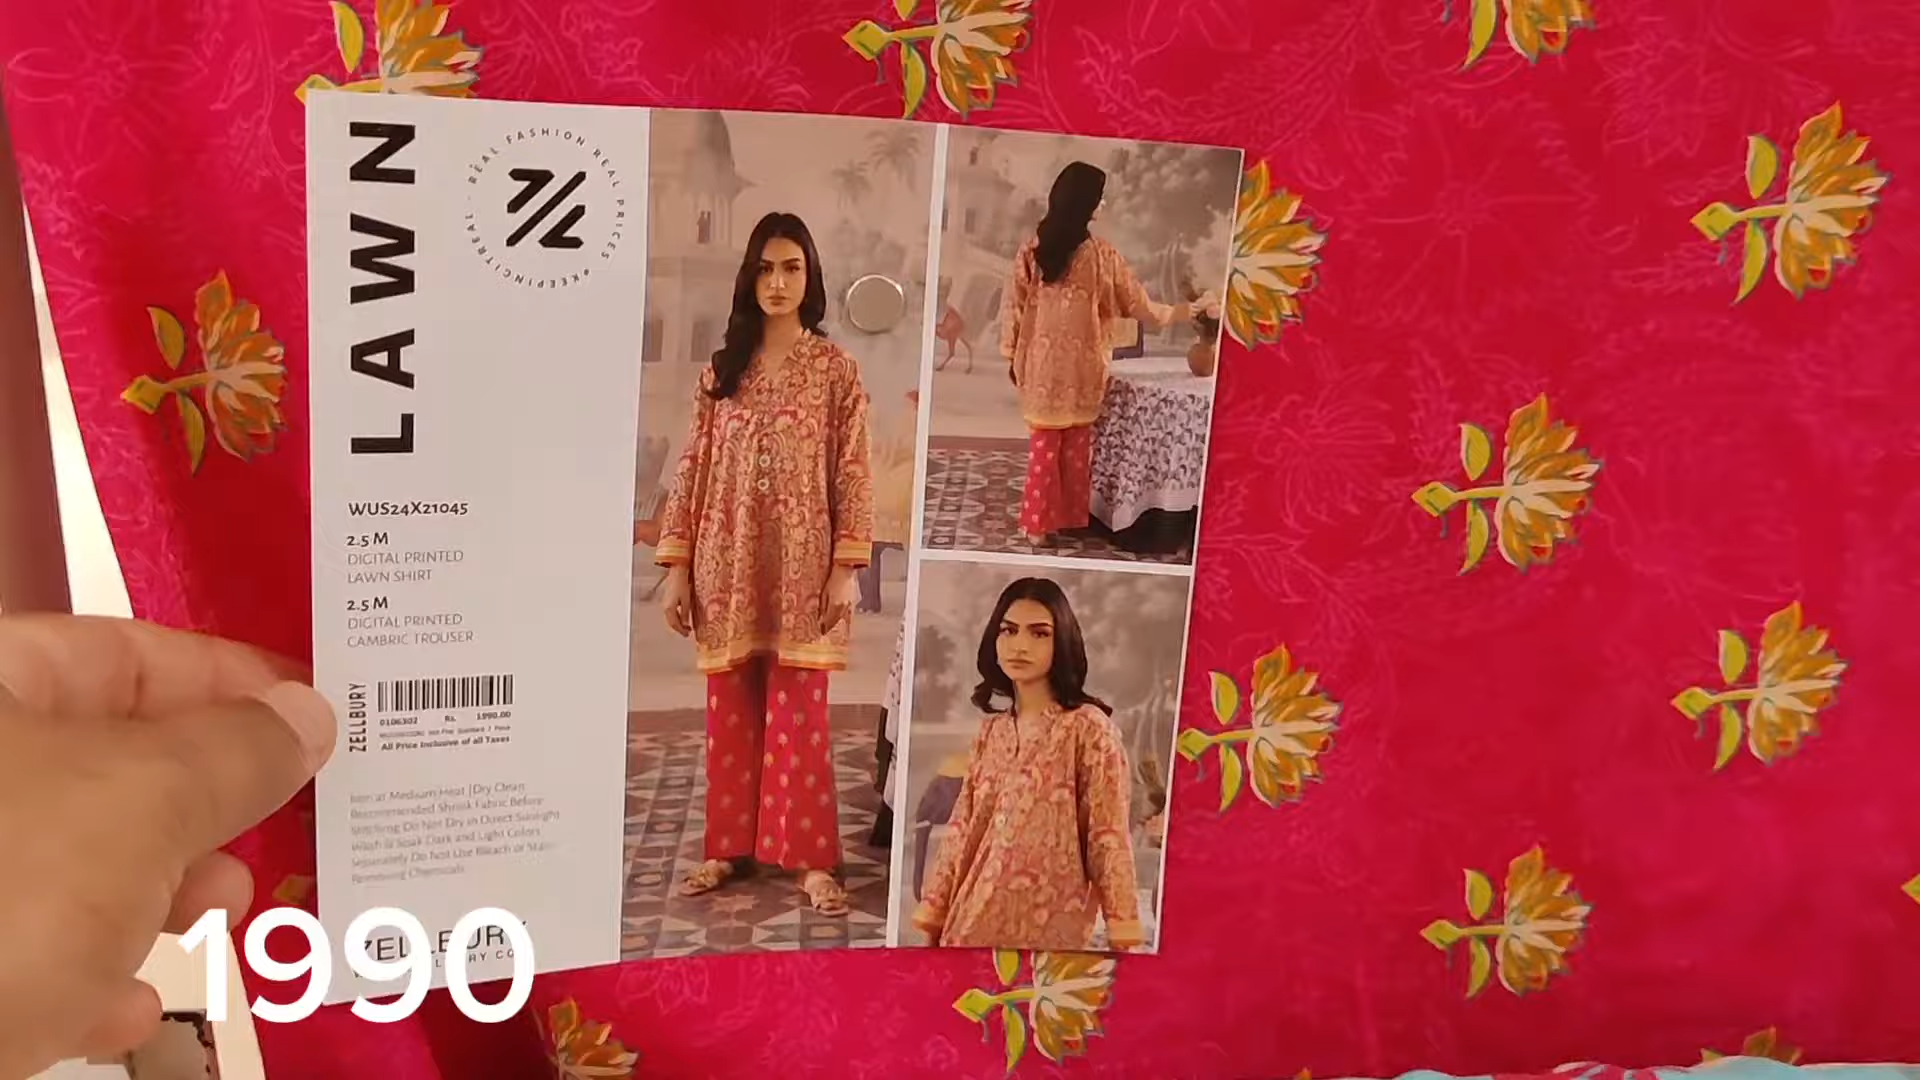 LAWN
REAL FASHION REAL PRICES #KEEPINGITREAL
WUS24X21045
2.5 M
DIGITAL PRINTED
LAWN SHIRT
2.5 M
DIGITAL PRINTED
CAMBRIC TROUSER
ZELLBURY
0106302 Rs. 1990.00
All Price Inclusive of all Taxes
Iron at Medium Heat |Dry Clean
Recommended Shrink Fabric Before
Stitching Do Not Dry in Direct Sunlight
Wash & Soak Dark and Light Colors
Separately Do Not Use Bleach or Stain
Removing Chemicals
ZELLBURY
1990